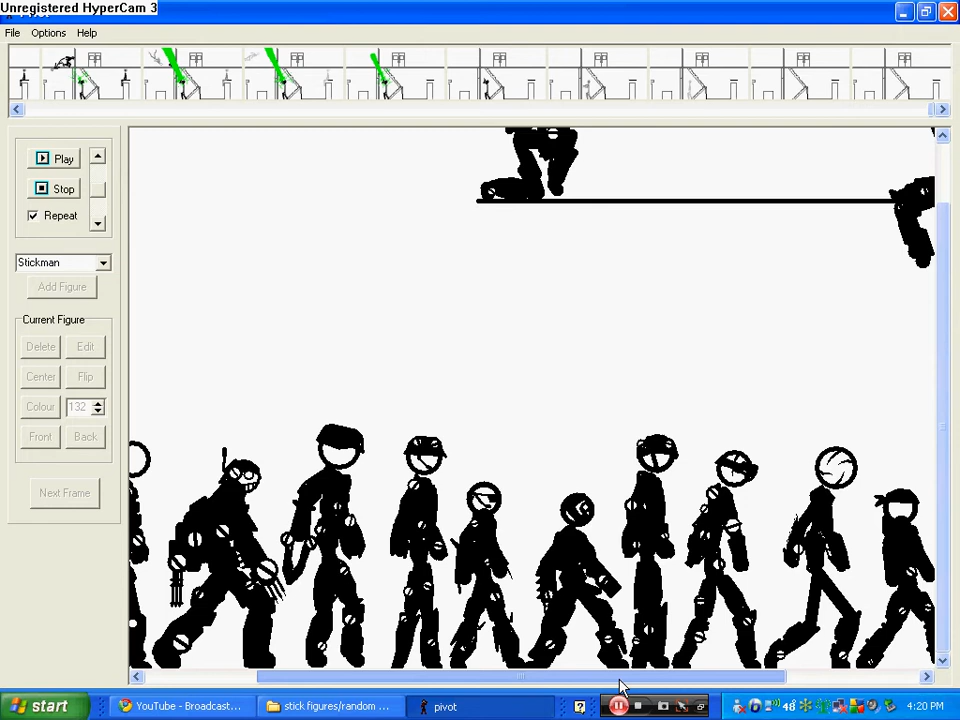 Unregistered HyperCam 3
File Options Help
Play
Stop
Repeat
Stickman
Add Figure
Current Figure
Delete Edit
Center Flip
Colour 132
Front Back
Next Frame
start
YouTube - Broadcast...
stick figures/random ...
pivot
48
4:20 PM